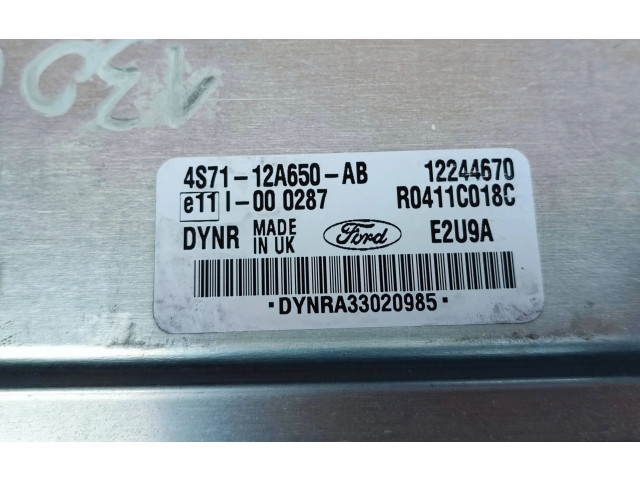 4S71-12A650-AB 12244670
e11 I-00 0287 R0411C018C
DYNR MADE IN UK Ford E2U9A
·DYNRA33020985·